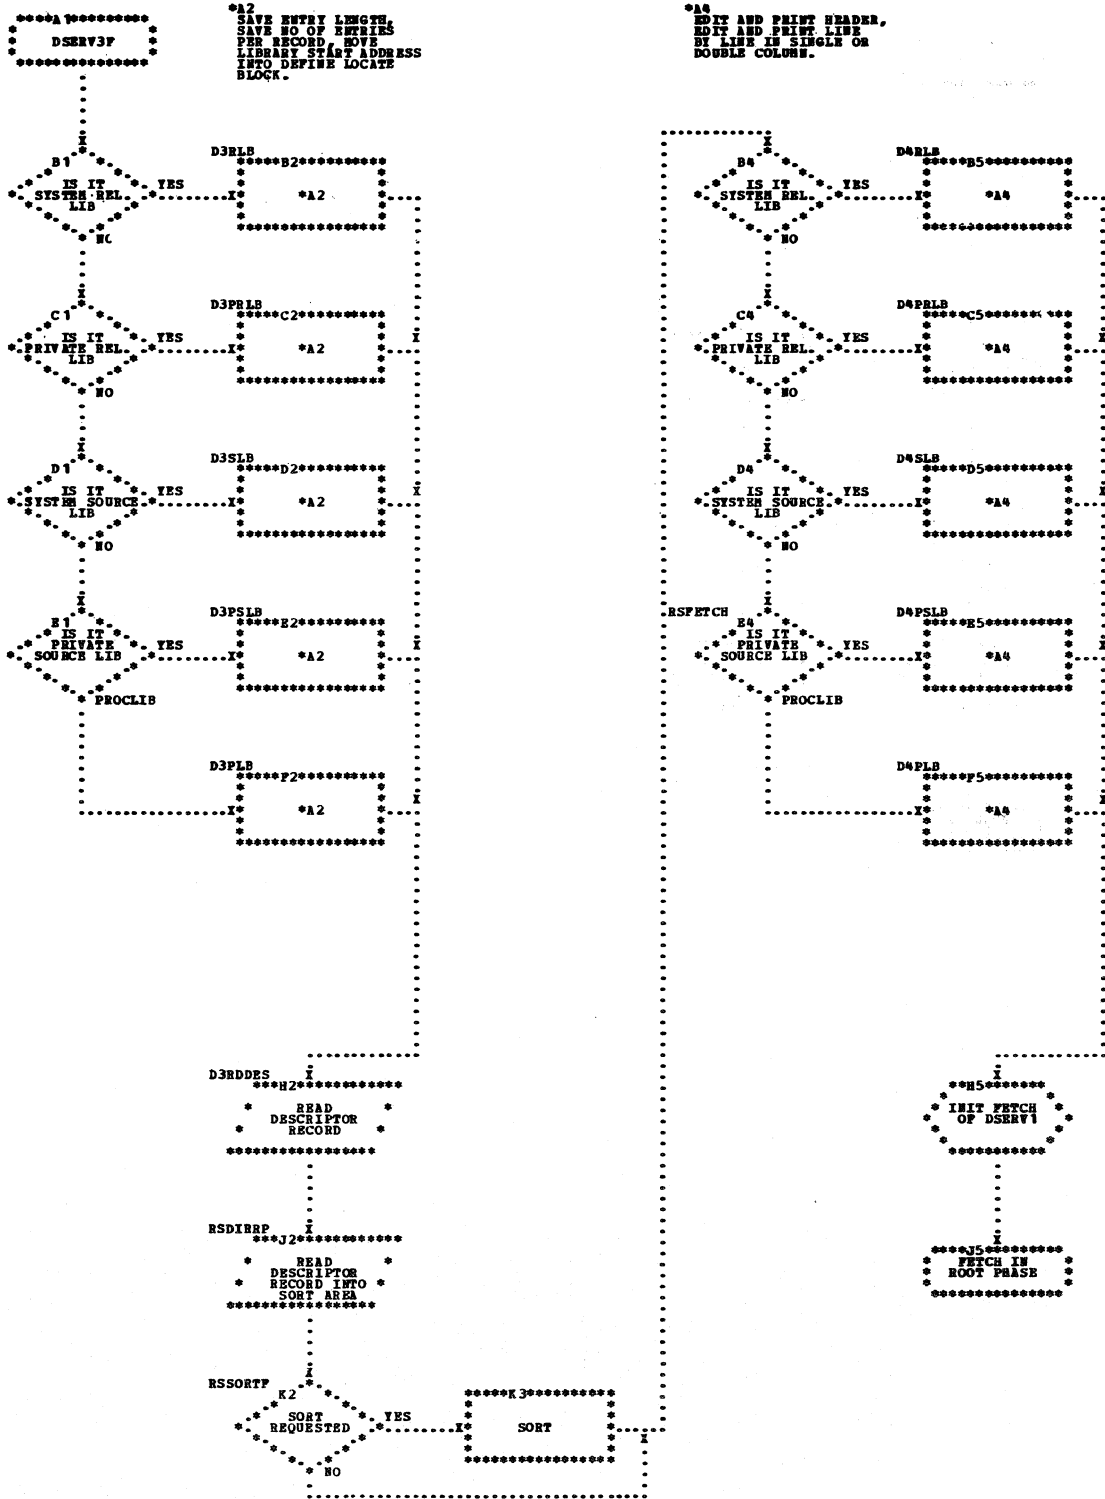 A1
DSERV3F
*A2
SAVE ENTRY LENGTH,
SAVE NO OF ENTRIES
PER RECORD, MOVE
LIBRARY START ADDRESS
INTO DEFINE LOCATE
BLOCK.
*A4
EDIT AND PRINT HEADER,
EDIT AND PRINT LINE
BY LINE IN SINGLE OR
DOUBLE COLUMN.
B1
IS IT
SYSTEM REL
LIB
YES
NO
D3RLB
B2
*A2
B4
IS IT
SYSTEM REL
LIB
YES
NO
D4RLB
B5
*A4
C1
IS IT
PRIVATE REL
LIB
YES
NO
D3PRLB
C2
*A2
C4
IS IT
PRIVATE REL
LIB
YES
NO
D4PRLB
C5
*A4
D1
IS IT
SYSTEM SOURCE
LIB
YES
NO
D3SLB
D2
*A2
D4
IS IT
SYSTEM SOURCE
LIB
YES
NO
D4SLB
D5
*A4
E1
IS IT
PRIVATE
SOURCE LIB
YES
PROCLIB
D3PSLB
E2
*A2
RSFETCH
E4
IS IT
PRIVATE
SOURCE LIB
YES
PROCLIB
D4PSLB
E5
*A4
D3PLB
F2
*A2
D4PLB
F5
*A4
D3RDDES
H2
READ
DESCRIPTOR
RECORD
H5
INIT FETCH
OF DSERV1
RSDIRRP
J2
READ
DESCRIPTOR
RECORD INTO
SORT AREA
J5
FETCH IN
ROOT PHASE
RSSORTF
K2
SORT
REQUESTED
YES
NO
K3
SORT